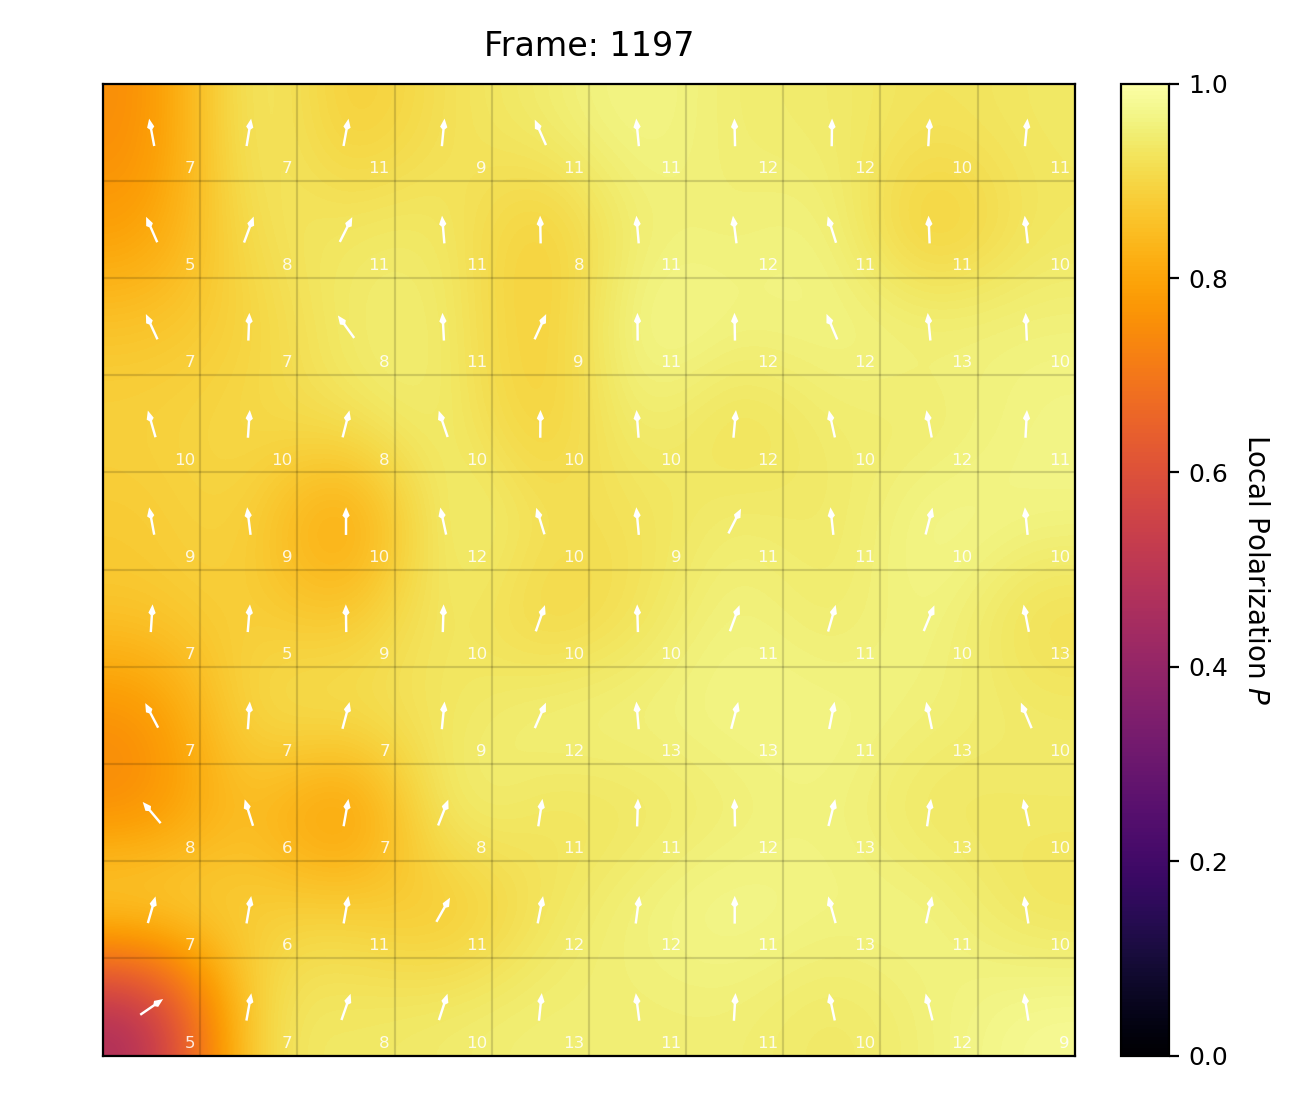 Frame: 1197
7 7 11 9 11 11 12 12 10 11
5 8 11 11 8 11 12 11 11 10
7 7 8 11 9 11 12 12 13 10
10 10 8 10 10 10 12 10 12 11
9 9 10 12 10 9 11 11 10 10
7 5 9 10 10 10 11 11 10 13
7 7 7 9 12 13 13 11 13 10
8 6 7 8 11 11 12 13 13 10
7 6 11 11 12 12 11 13 11 10
5 7 8 10 13 11 11 10 12 9
1.0
0.8
0.6
0.4
0.2
0.0
Local Polarization P